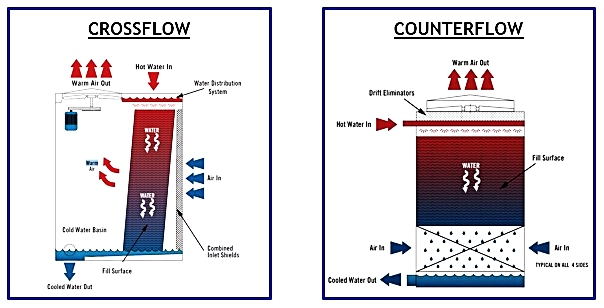 CROSSFLOW
Hot Water In
Warm Air Out
Water Distribution
System
WATER
Warm
Air
Air In
WATER
Cold Water Basin
Combined
Inlet Shields
Fill Surface
Cooled Water Out
COUNTERFLOW
Warm Air Out
Drift Eliminators
Hot Water In
Fill Surface
WATER
Air In
Air In
TYPICAL ON ALL 4 SIDES
Cooled Water Out